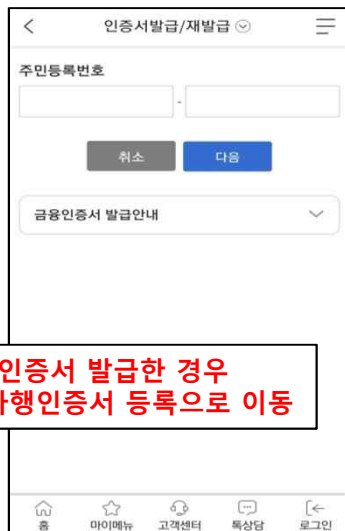 인증서발급/재발급
주민등록번호
-
취소 다음
금융인증서 발급안내
인증서 발급한 경우
행인증서 등록으로 이동
홈 마이메뉴 고객센터 톡상담 로그인